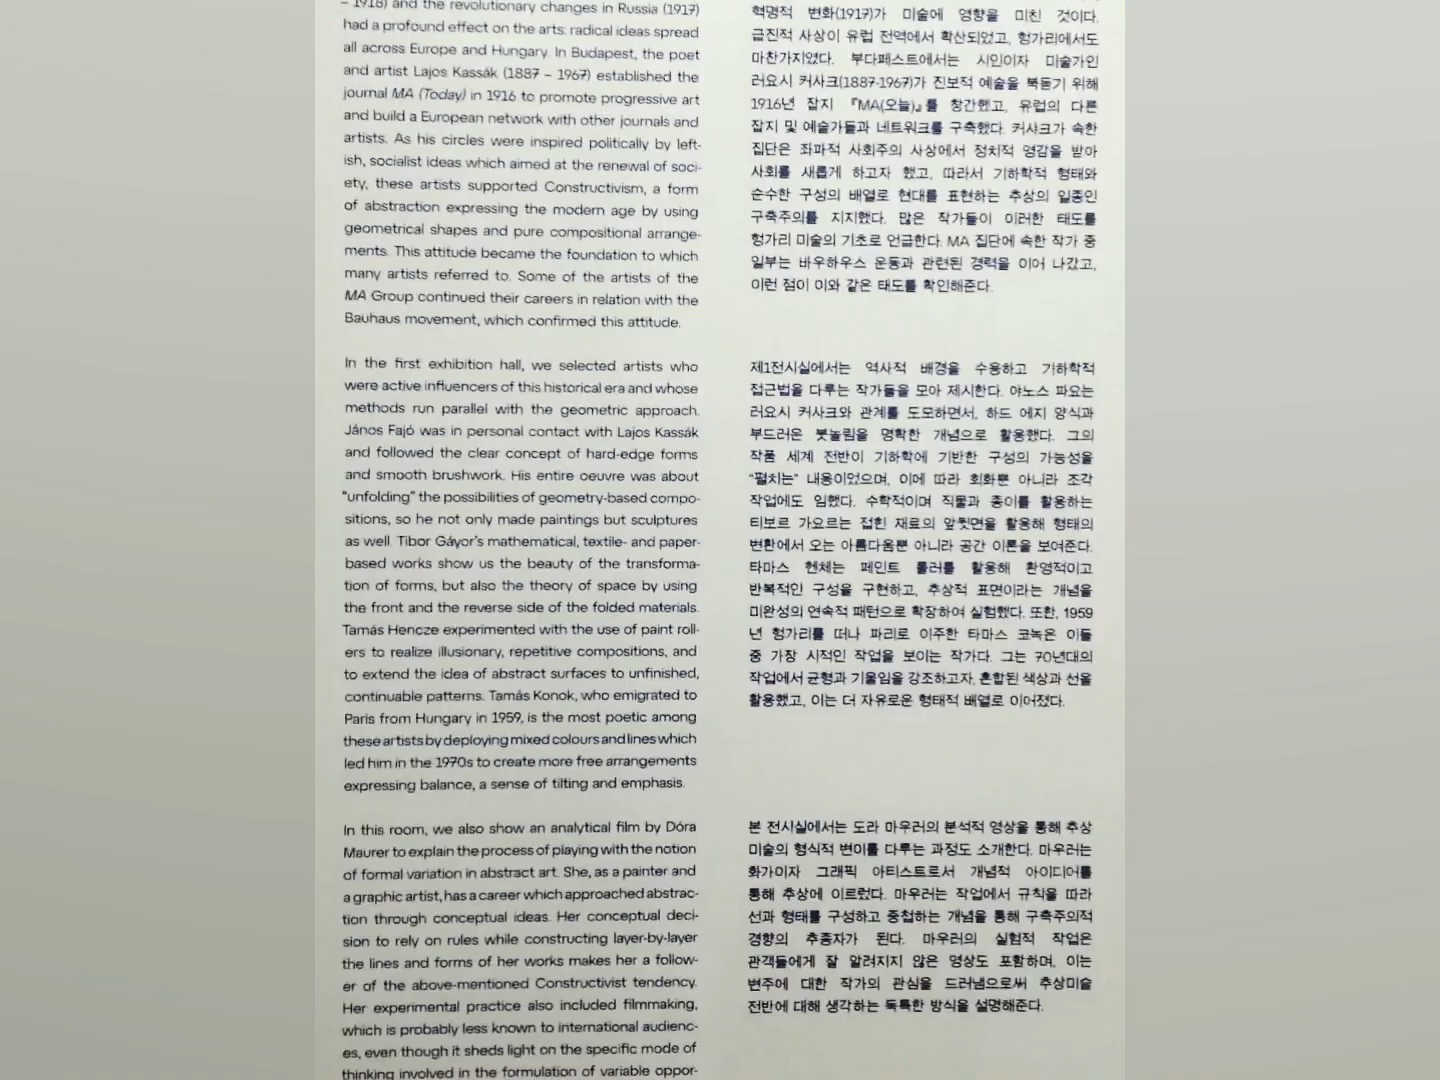 – 1918) and the revolutionary changes in Russia (1917)
had a profound effect on the arts: radical ideas spread
all across Europe and Hungary. In Budapest, the poet
and artist Lajos Kassák (1887 – 1967) established the
journal MA (Today) in 1916 to promote progressive art
and build a European network with other journals and
artists. As his circles were inspired politically by left-
ish, socialist ideas which aimed at the renewal of soci-
ety, these artists supported Constructivism, a form
of abstraction expressing the modern age by using
geometrical shapes and pure compositional arrange-
ments. This attitude became the foundation to which
many artists referred to. Some of the artists of the
MA Group continued their careers in relation with the
Bauhaus movement, which confirmed this attitude.
In the first exhibition hall, we selected artists who
were active influencers of this historical era and whose
methods run parallel with the geometric approach.
János Fajó was in personal contact with Lajos Kassák
and followed the clear concept of hard-edge forms
and smooth brushwork. His entire oeuvre was about
"unfolding" the possibilities of geometry-based compo-
sitions, so he not only made paintings but sculptures
as well. Tibor Gáyor's mathematical, textile- and paper-
based works show us the beauty of the transforma-
tion of forms, but also the theory of space by using
the front and the reverse side of the folded materials.
Tamás Hencze experimented with the use of paint roll-
ers to realize illusionary, repetitive compositions, and
to extend the idea of abstract surfaces to unfinished,
continuable patterns. Tamás Konok, who emigrated to
Paris from Hungary in 1959, is the most poetic among
these artists by deploying mixed colours and lines which
led him in the 1970s to create more free arrangements
expressing balance, a sense of tilting and emphasis.
In this room, we also show an analytical film by Dóra
Maurer to explain the process of playing with the notion
of formal variation in abstract art. She, as a painter and
a graphic artist, has a career which approached abstrac-
tion through conceptual ideas. Her conceptual deci-
sion to rely on rules while constructing layer-by-layer
the lines and forms of her works makes her a follow-
er of the above-mentioned Constructivist tendency.
Her experimental practice also included filmmaking,
which is probably less known to international audienc-
es, even though it sheds light on the specific mode of
thinking involved in the formulation of variable oppor-
혁명적 변화(1917)가 미술에 영향을 미친 것이다.
급진적 사상이 유럽 전역에서 확산되었고, 헝가리에서도
마찬가지였다. 부다페스트에서는 시인이자 미술가인
러요시 커사크(1887-1967)가 진보적 예술을 북돋기 위해
1916년 잡지 『MA(오늘)』를 창간했고, 유럽의 다른
잡지 및 예술가들과 네트워크를 구축했다. 커사크가 속한
집단은 좌파적 사회주의 사상에서 정치적 영감을 받아
사회를 새롭게 하고자 했고, 따라서 기하학적 형태와
순수한 구성의 배열로 현대를 표현하는 추상의 일종인
구축주의를 지지했다. 많은 작가들이 이러한 태도를
헝가리 미술의 기초로 언급한다. MA 집단에 속한 작가 중
일부는 바우하우스 운동과 관련된 경력을 이어 나갔고,
이런 점이 이와 같은 태도를 확인해준다.
제1전시실에서는 역사적 배경을 수용하고 기하학적
접근법을 다루는 작가들을 모아 제시한다. 야노스 파요는
러요시 커사크와 관계를 도모하면서, 하드 에지 양식과
부드러운 붓놀림을 명확한 개념으로 활용했다. 그의
작품 세계 전반이 기하학에 기반한 구성의 가능성을
"펼치는" 내용이었으며, 이에 따라 회화뿐 아니라 조각
작업에도 임했다. 수학적이며 직물과 종이를 활용하는
티보르 가요르는 접힌 재료의 앞뒷면을 활용해 형태의
변환에서 오는 아름다움뿐 아니라 공간 이론을 보여준다.
타마스 헨체는 페인트 롤러를 활용해 환영적이고
반복적인 구성을 구현하고, 추상적 표면이라는 개념을
미완성의 연속적 패턴으로 확장하여 실험했다. 또한, 1959
년 헝가리를 떠나 파리로 이주한 타마스 코녹은 이들
중 가장 시적인 작업을 보이는 작가다. 그는 70년대의
작업에서 균형과 기울임을 강조하고자, 혼합된 색상과 선을
활용했고, 이는 더 자유로운 형태적 배열로 이어졌다.
본 전시실에서는 도라 마우러의 분석적 영상을 통해 추상
미술의 형식적 변이를 다루는 과정도 소개한다. 마우러는
화가이자 그래픽 아티스트로서 개념적 아이디어를
통해 추상에 이르렀다. 마우러는 작업에서 규칙을 따라
선과 형태를 구성하고 중첩하는 개념을 통해 구축주의적
경향의 추종자가 된다. 마우러의 실험적 작업은
관객들에게 잘 알려지지 않은 영상도 포함하며, 이는
변주에 대한 작가의 관심을 드러냄으로써 추상미술
전반에 대해 생각하는 독특한 방식을 설명해준다.